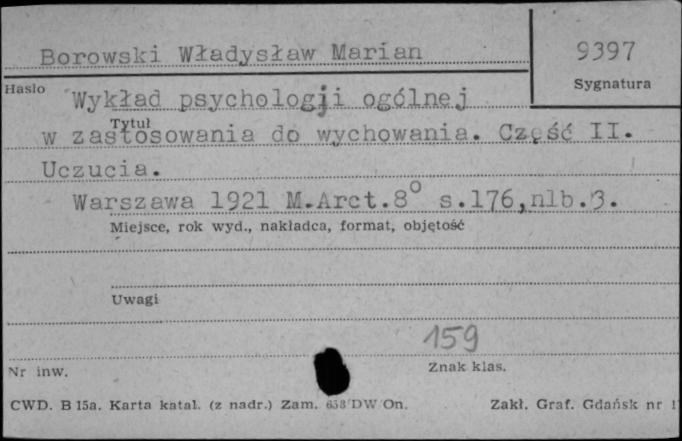 Borowski Władysław Marian
9397
Sygnatura
Hasło
Wykład psychologji ogólnej
Tytuł
w zastosowania do wychowania. Część II.
Uczucia.
Warszawa 1921 M.Arct.8° s.176,nlb.3.
Miejsce, rok wyd., nakładca, format, objętość
Uwagi
159
Nr inw.
Znak klas.
CWD. B 15a. Karta katal. (z nadr.) Zam. DW On.
Zakł. Graf. Gdańsk nr